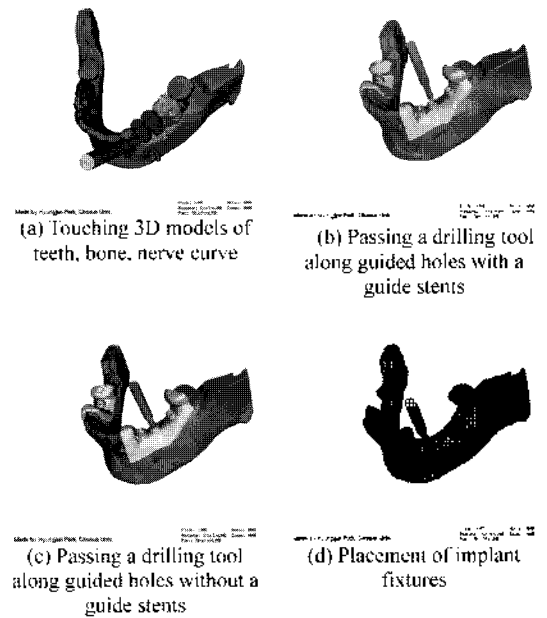 (a) Touching 3D models of
teeth, bone, nerve curve
(b) Passing a drilling tool
along guided holes with a
guide stents
(c) Passing a drilling tool
along guided holes without a
guide stents
(d) Placement of implant
fixtures